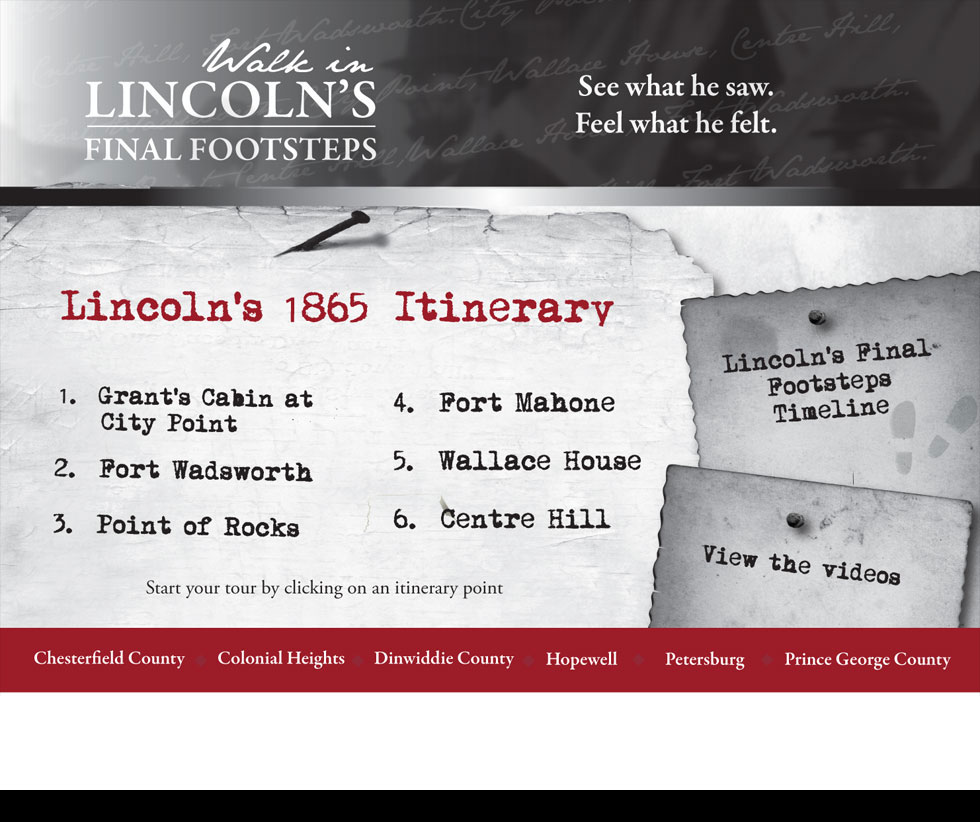 Walk in
LINCOLN'S
FINAL FOOTSTEPS
See what he saw.
Feel what he felt.
Lincoln's 1865 Itinerary
1. Grant's Cabin at
City Point
2. Fort Wadsworth
3. Point of Rocks
4. Fort Mahone
5. Wallace House
6. Centre Hill
Start your tour by clicking on an itinerary point
Lincoln's Final
Footsteps
Timeline
View the videos
Chesterfield County
Colonial Heights
Dinwiddie County
Hopewell
Petersburg
Prince George County